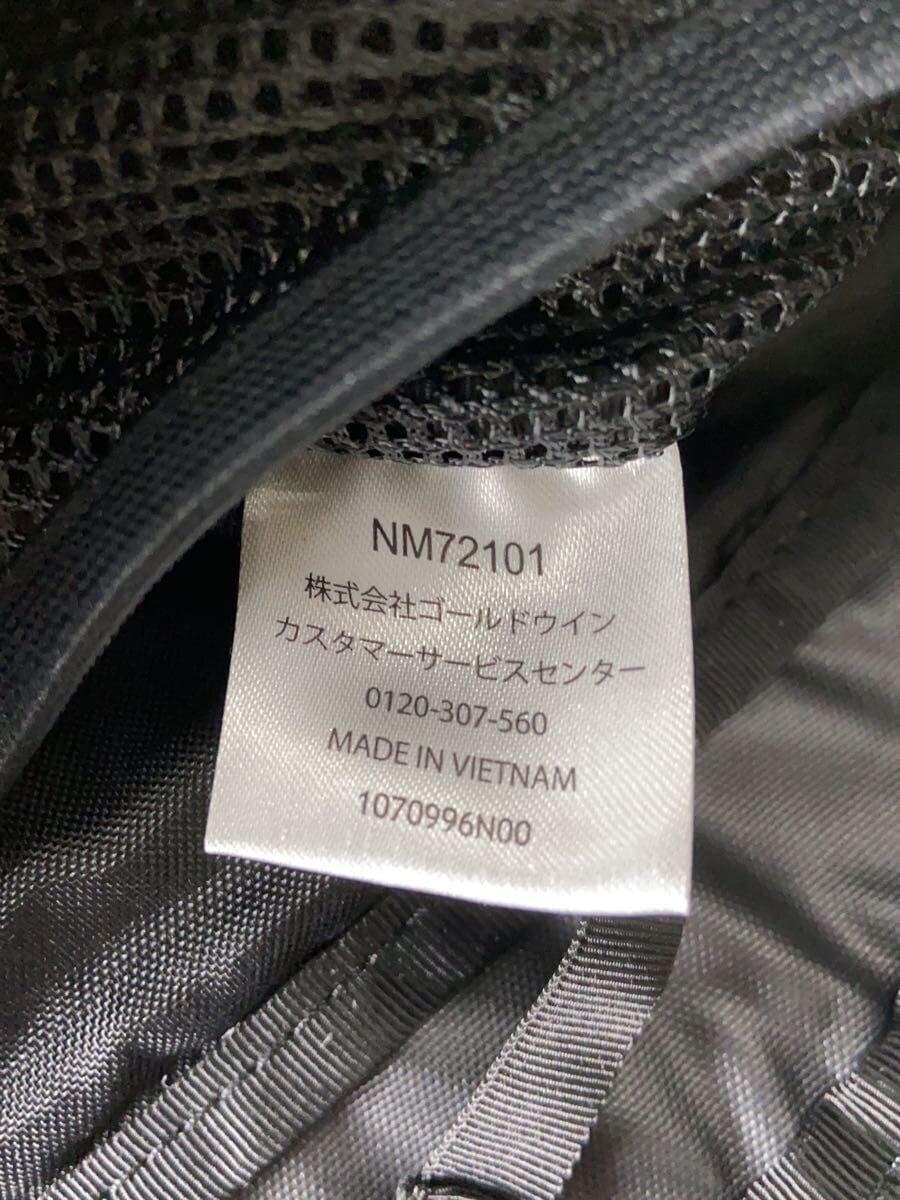 NM72101
株式会社ゴールドウイン
カスタマーサービスセンター
0120-307-560
MADE IN VIETNAM
1070996N00